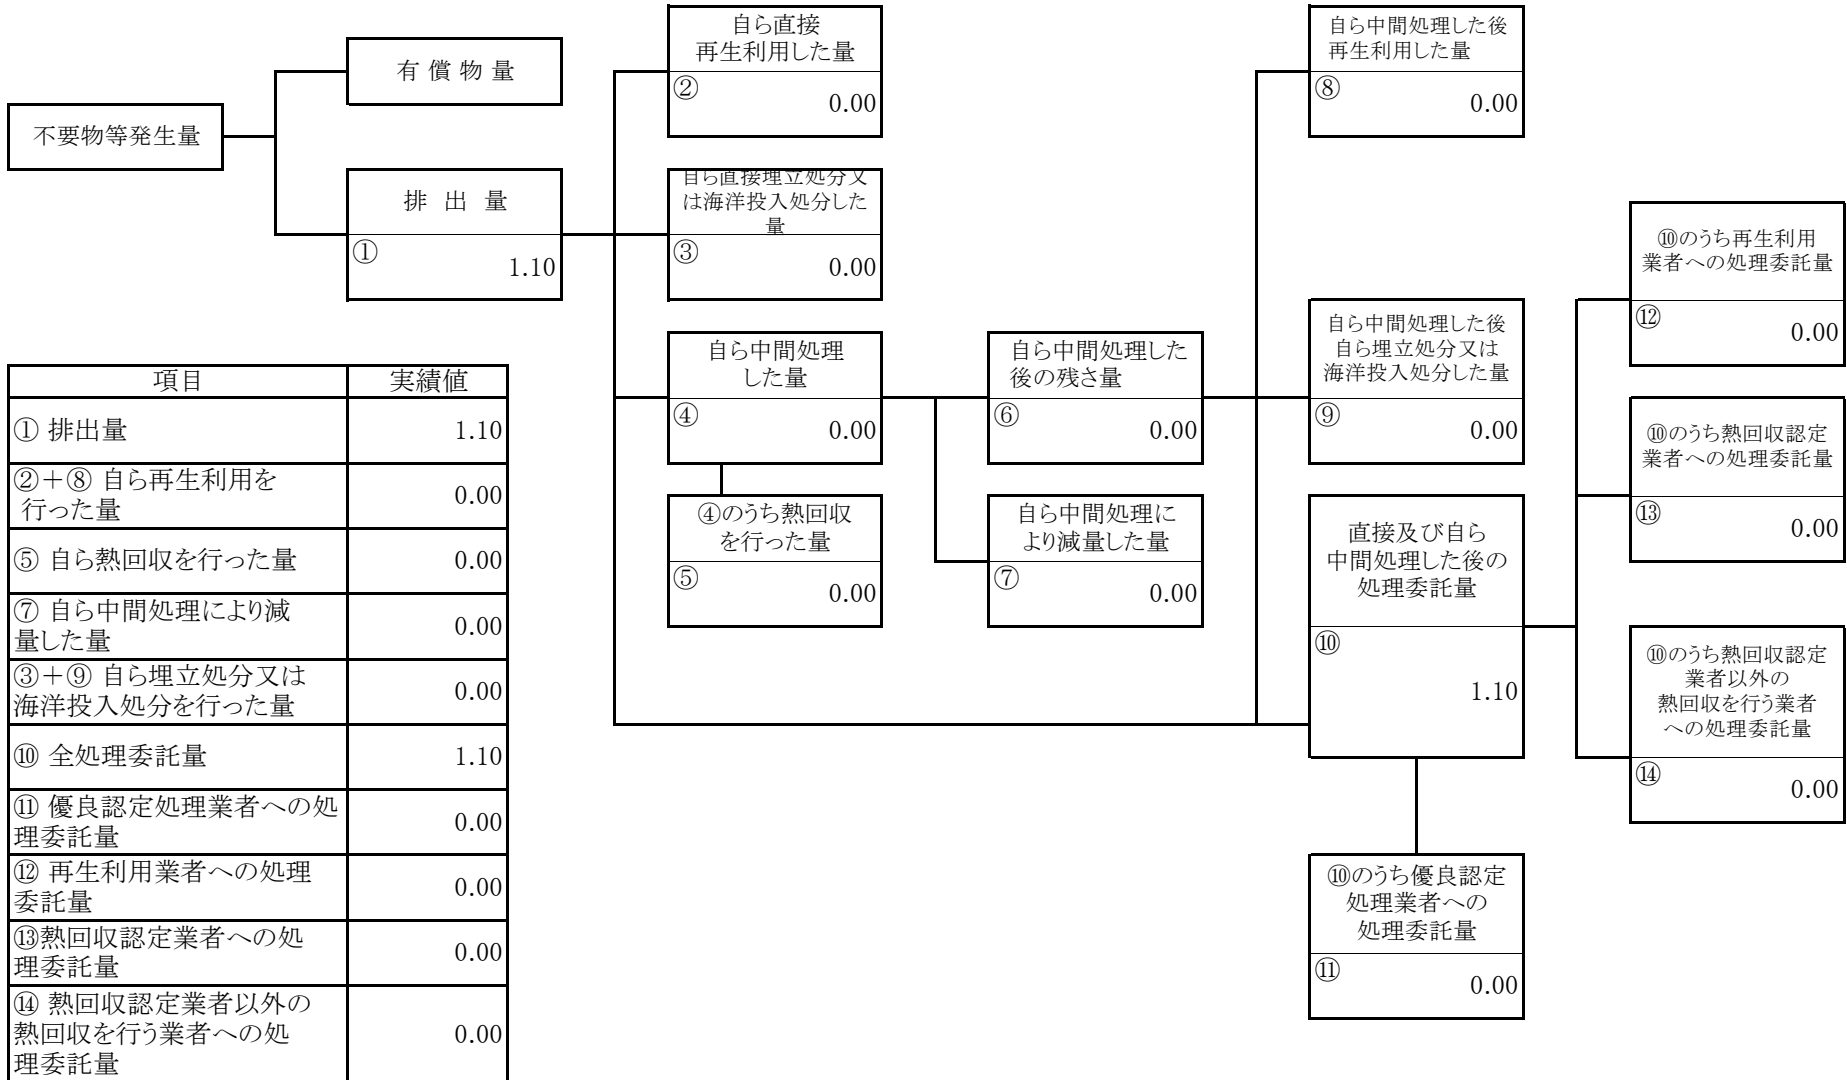 不要物等発生量
有 償 物 量
排 出 量
①
1.10
自ら直接
再生利用した量
②
0.00
自ら直接埋立処分又
は海洋投入処分した
量
③
0.00
自ら中間処理
した量
④
0.00
④のうち熱回収
を行った量
⑤
0.00
自ら中間処理した
後の残さ量
⑥
0.00
自ら中間処理に
より減量した量
⑦
0.00
自ら中間処理した後
再生利用した量
⑧
0.00
自ら中間処理した後
自ら埋立処分又は
海洋投入処分した量
⑨
0.00
直接及び自ら
中間処理した後の
処理委託量
⑩
1.10
⑩のうち優良認定
処理業者への
処理委託量
⑪
0.00
⑩のうち再生利用
業者への処理委託量
⑫
0.00
⑩のうち熱回収認定
業者への処理委託量
⑬
0.00
⑩のうち熱回収認定
業者以外の
熱回収を行う業者
への処理委託量
⑭
0.00
項目 実績値
① 排出量 1.10
②＋⑧ 自ら再生利用を
行った量 0.00
⑤ 自ら熱回収を行った量 0.00
⑦ 自ら中間処理により減
量した量 0.00
③＋⑨ 自ら埋立処分又は
海洋投入処分を行った量 0.00
⑩ 全処理委託量 1.10
⑪ 優良認定処理業者への処
理委託量 0.00
⑫ 再生利用業者への処理
委託量 0.00
⑬熱回収認定業者への処
理委託量 0.00
⑭ 熱回収認定業者以外の
熱回収を行う業者への処
理委託量 0.00